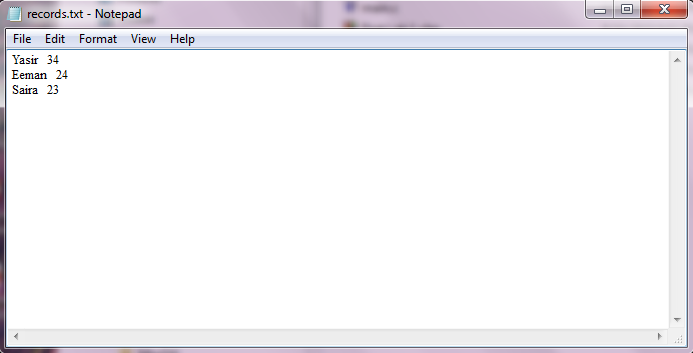 records.txt - Notepad
File Edit Format View Help
Yasir 34
Eeman 24
Saira 23